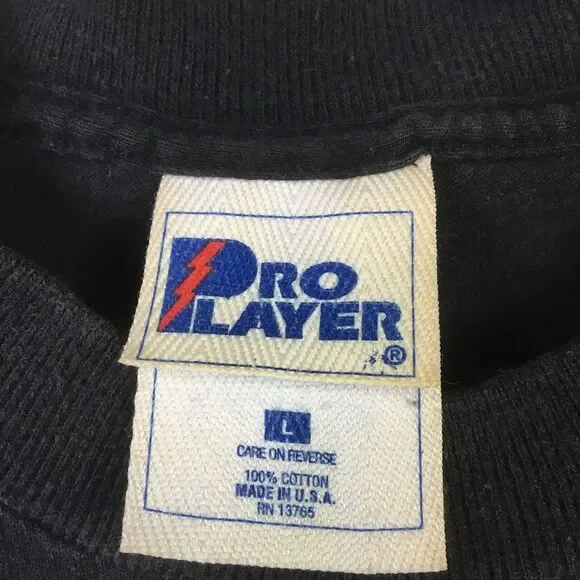 PRO
PLAYER
®
L
CARE ON REVERSE
100% COTTON
MADE IN U.S.A.
RN 13765